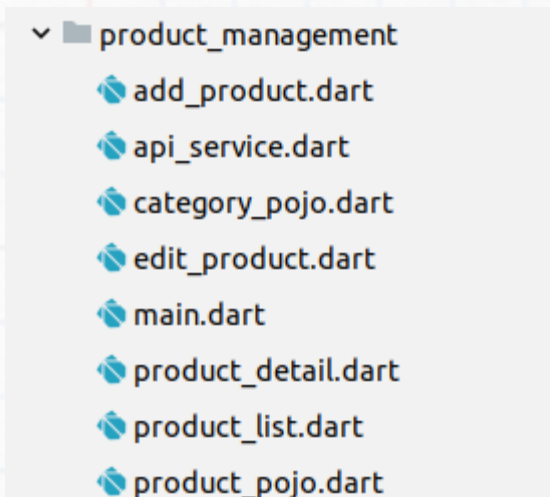 product_management
add_product.dart
api_service.dart
category_pojo.dart
edit_product.dart
main.dart
product_detail.dart
product_list.dart
product_pojo.dart